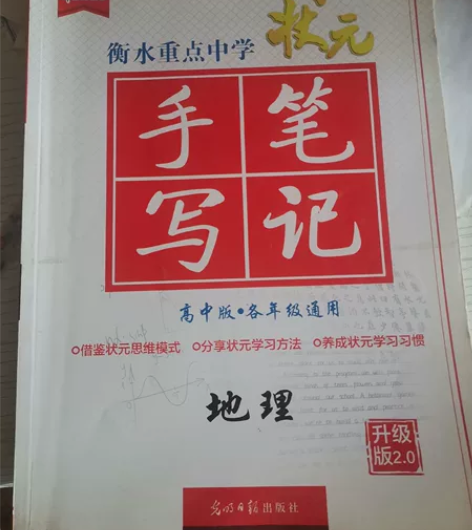 衡水重点中学 状元
手笔
写记
高中版·各年级通用
借鉴状元思维模式 分享状元学习方法 养成状元学习习惯
地理
升级
版2.0
光明日报出版社